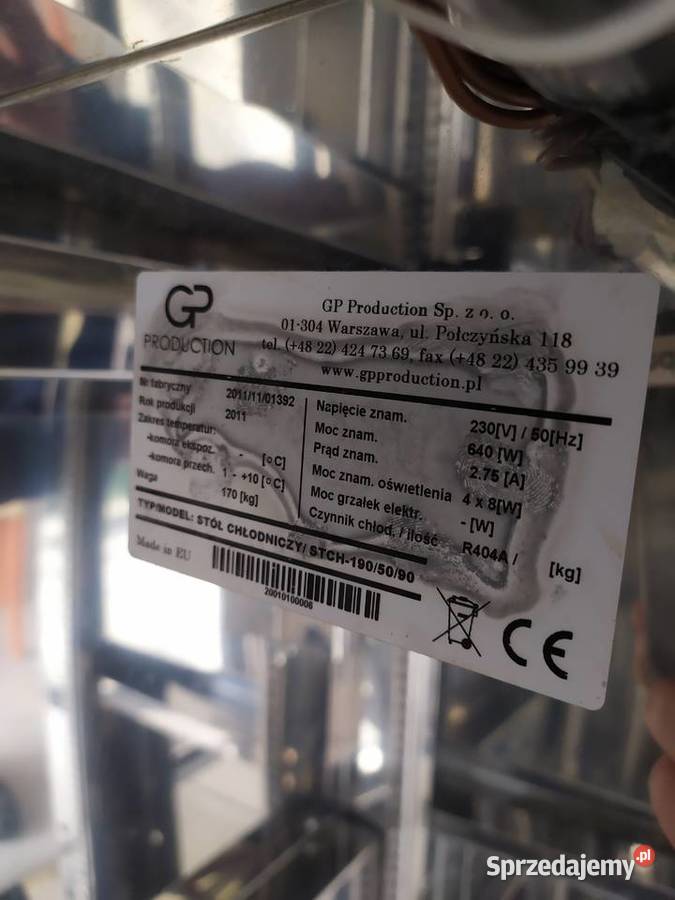 GP
PRODUCTION
GP Production Sp. z o. o.
01-304 Warszawa, ul. Połczyńska 118
tel. (+48 22) 424 73 69, fax (+48 22) 435 99 39
www.gpproduction.pl
Nr fabryczny 2011/11/01392
Rok produkcji 2011
Zakres temperatur:
-komora ekspoz. - [°C]
-komora przech. 1 - +10 [°C]
Waga 170 [kg]
Napięcie znam. 230[V] / 50[Hz]
Moc znam. 640 [W]
Prąd znam. 2.75 [A]
Moc znam. oświetlenia 4 x 8[W]
Moc grzałek elektr. - [W]
Czynnik chłod. / ilość R404A / [kg]
TYP/MODEL: STÓŁ CHŁODNICZY/ STCH-190/50/90
Made in EU
20010100006
CE
Sprzedajemy.pl